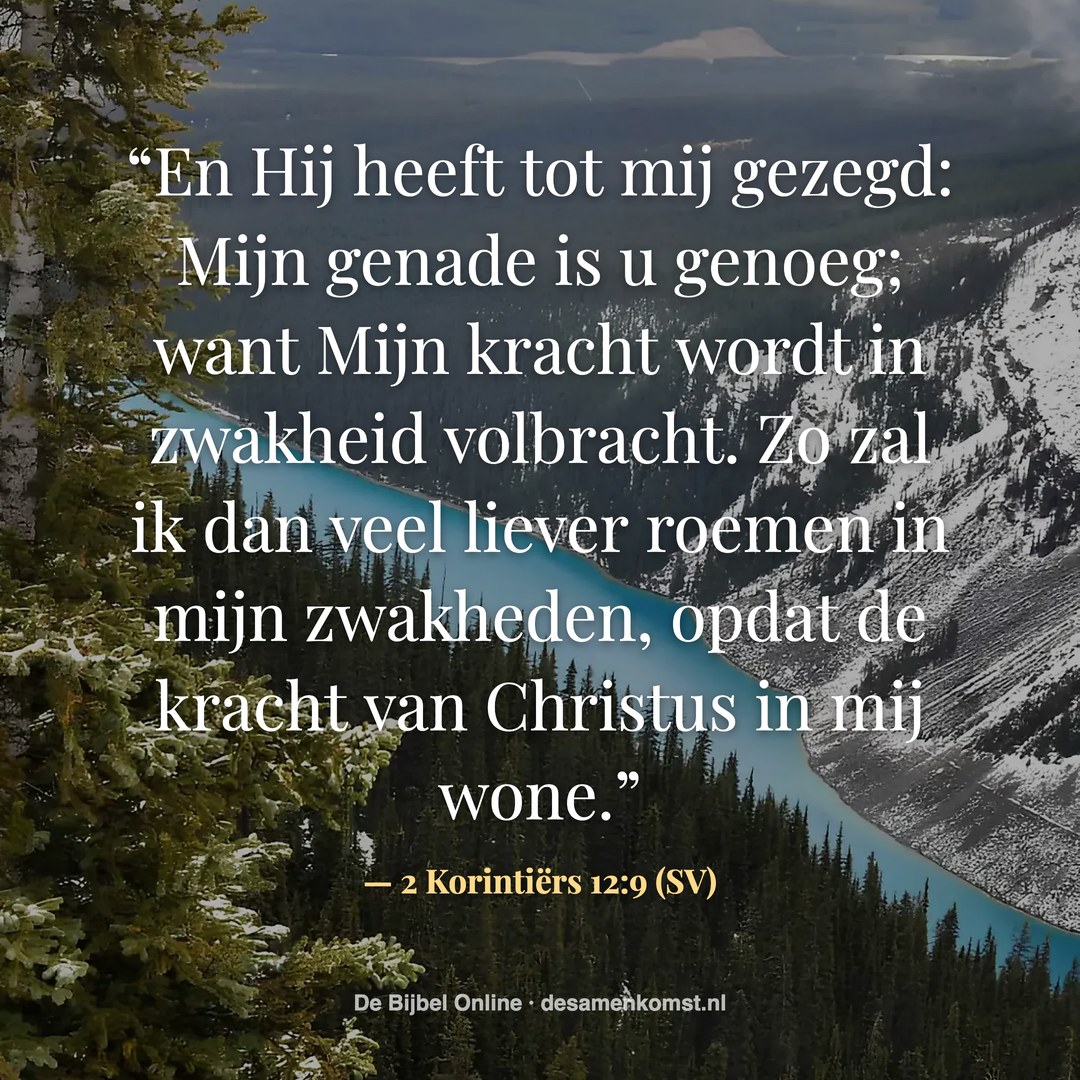 “En Hij heeft tot mij gezegd:
Mijn genade is u genoeg;
want Mijn kracht wordt in
zwakheid volbracht. Zo zal
ik dan veel liever roemen in
mijn zwakheden, opdat de
kracht van Christus in mij
wone.”
— 2 Korintiërs 12:9 (SV)
De Bijbel Online · desamenkomst.nl